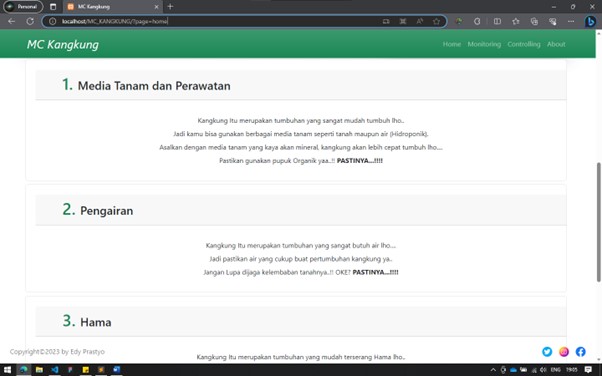 Personal
MC Kangkung
localhost/MC_KANGKUNG/?page=home
MC Kangkung
Home Monitoring Controlling About
1. Media Tanam dan Perawatan
Kangkung Itu merupakan tumbuhan yang sangat mudah tumbuh lho..
Jadi kamu bisa gunakan berbagai media tanam seperti tanah maupun air (Hidroponik).
Asalkan dengan media tanam yang kaya akan mineral, kangkung akan lebih cepat tumbuh lho....
Pastikan gunakan pupuk Organik yaa..!! PASTINYA...!!!!
2. Pengairan
Kangkung Itu merupakan tumbuhan yang sangat butuh air lho....
Jadi pastikan air yang cukup buat pertumbuhan kangkung ya..
Jangan Lupa dijaga kelembaban tanahnya..!! OKE? PASTINYA...!!!!
3. Hama
Kangkung Itu merupakan tumbuhan yang mudah terserang Hama lho..
Copyright©2023 by Edy Prastyo
ENG 19:05